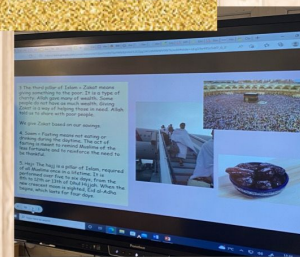 3. The third pillar of Islam = Zakat means
giving something to the poor. It is a type of
charity. Allah gave many of wealth. Some
people do not have as much wealth. Giving
Zakat is a way of helping those in need. Allah
told us to share with poor people.
We give Zakat based on our savings.
4. Sawm = Fasting means not eating or
drinking during the daytime. The act of
fasting is meant to remind Muslims of the
less fortunate and to reinforce the need to
be thankful.
5. Hajj: The hajj is a pillar of Islam, required
of all Muslims once in a lifetime. It is
performed over five to six days, from the
8th to 12th or 13th of Dhul-Hijjah. When the
new crescent moon is sighted, Eid-al-Adha
begins, which lasts for four days